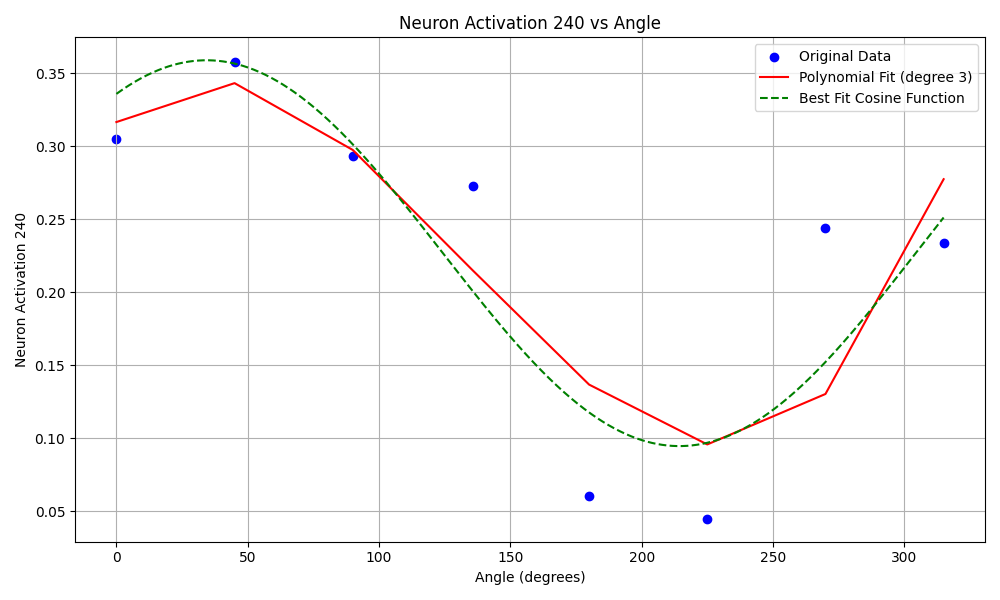 Neuron Activation 240 vs Angle
Original Data
Polynomial Fit (degree 3)
Best Fit Cosine Function
Neuron Activation 240
0.35
0.30
0.25
0.20
0.15
0.10
0.05
0 50 100 150 200 250 300
Angle (degrees)